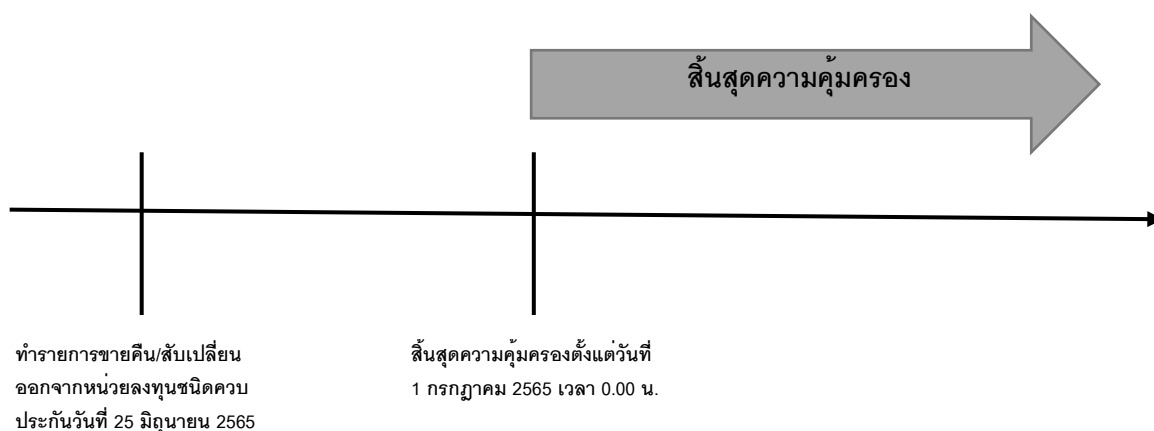 สิ้นสุดความคุ้มครอง
ทำรายการขายคืน/สับเปลี่ยน
ออกจากหน่วยลงทุนชนิดควบ
ประกันวันที่ 25 มิถุนายน 2565
สิ้นสุดความคุ้มครองตั้งแต่วันที่
1 กรกฎาคม 2565 เวลา 0.00 น.